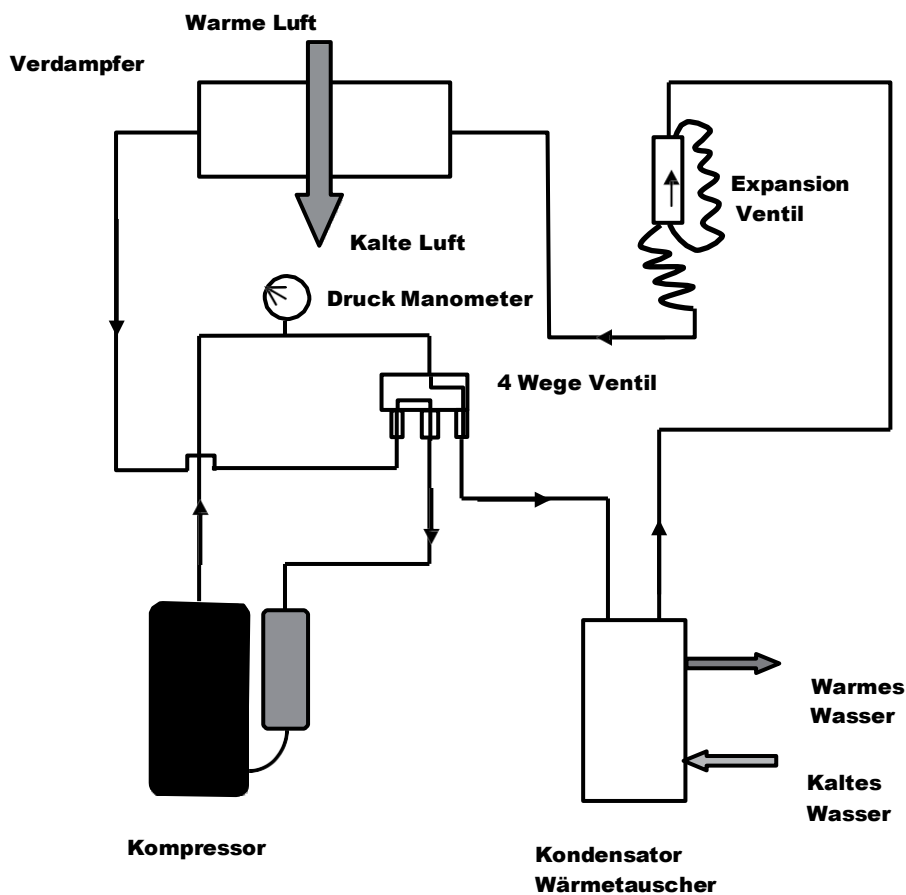 Warme Luft
Verdampfer
Expansion
Ventil
Kalte Luft
Druck Manometer
4 Wege Ventil
Warmes
Wasser
Kaltes
Wasser
Kompressor
Kondensator
Wärmetauscher